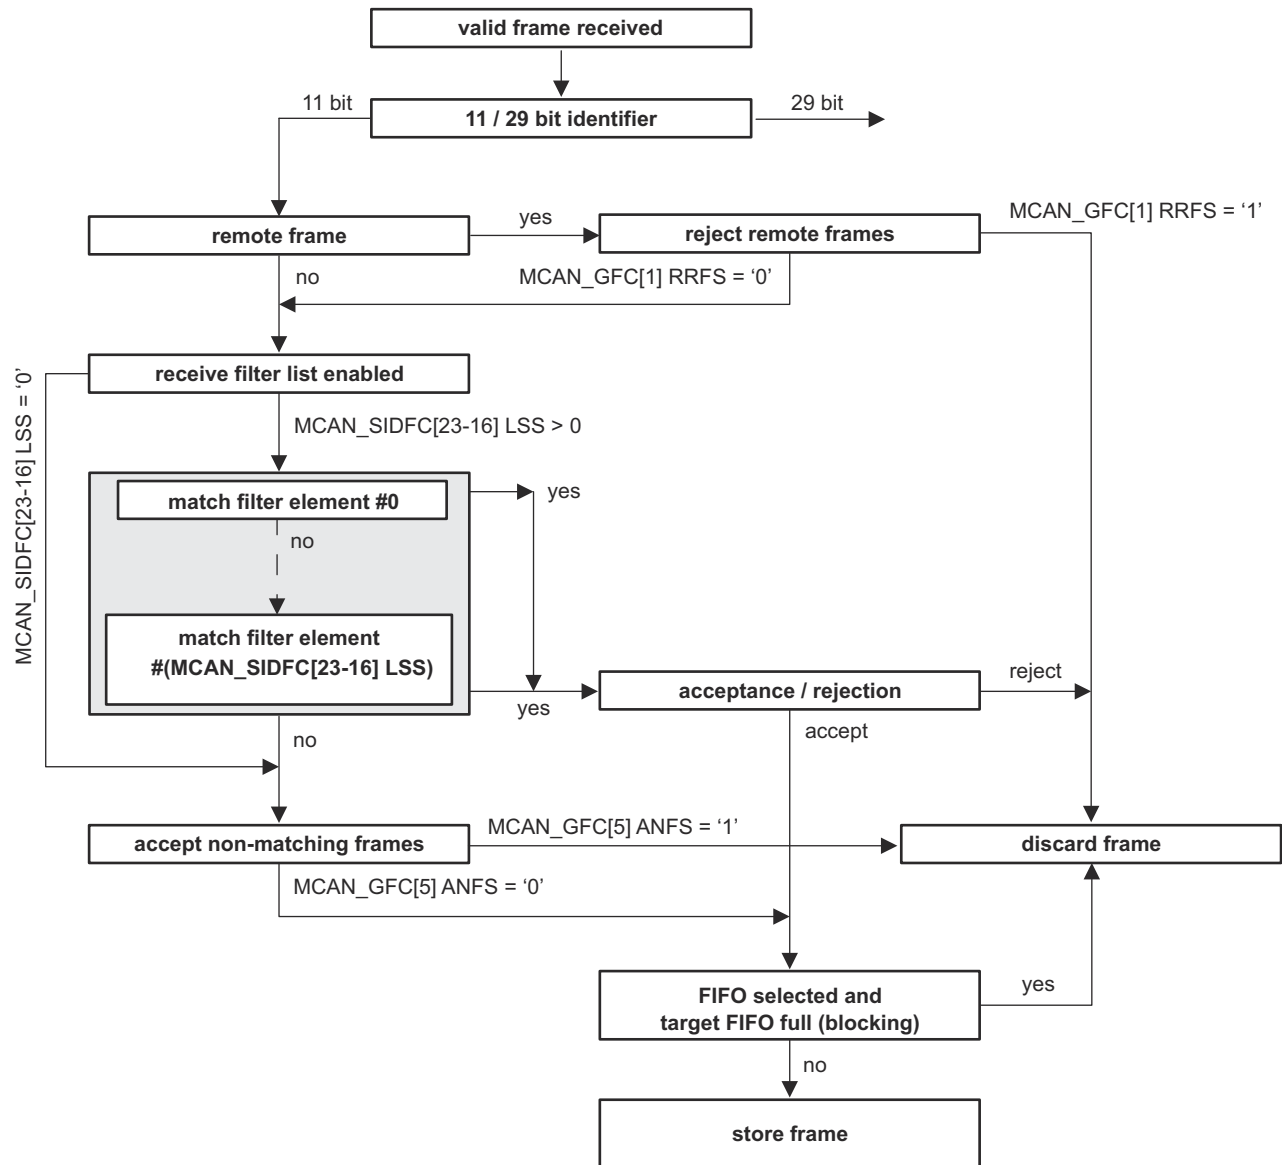 valid frame received
11 bit
11 / 29 bit identifier
29 bit
remote frame
yes
reject remote frames
MCAN_GFC[1] RRFS = ‘1’
no
MCAN_GFC[1] RRFS = ‘0’
receive filter list enabled
MCAN_SIDFC[23-16] LSS = ‘0’
MCAN_SIDFC[23-16] LSS > 0
match filter element #0
yes
no
match filter element
#(MCAN_SIDFC[23-16] LSS)
yes
acceptance / rejection
reject
no
accept
accept non-matching frames
MCAN_GFC[5] ANFS = ‘1’
discard frame
MCAN_GFC[5] ANFS = ‘0’
FIFO selected and
target FIFO full (blocking)
yes
no
store frame